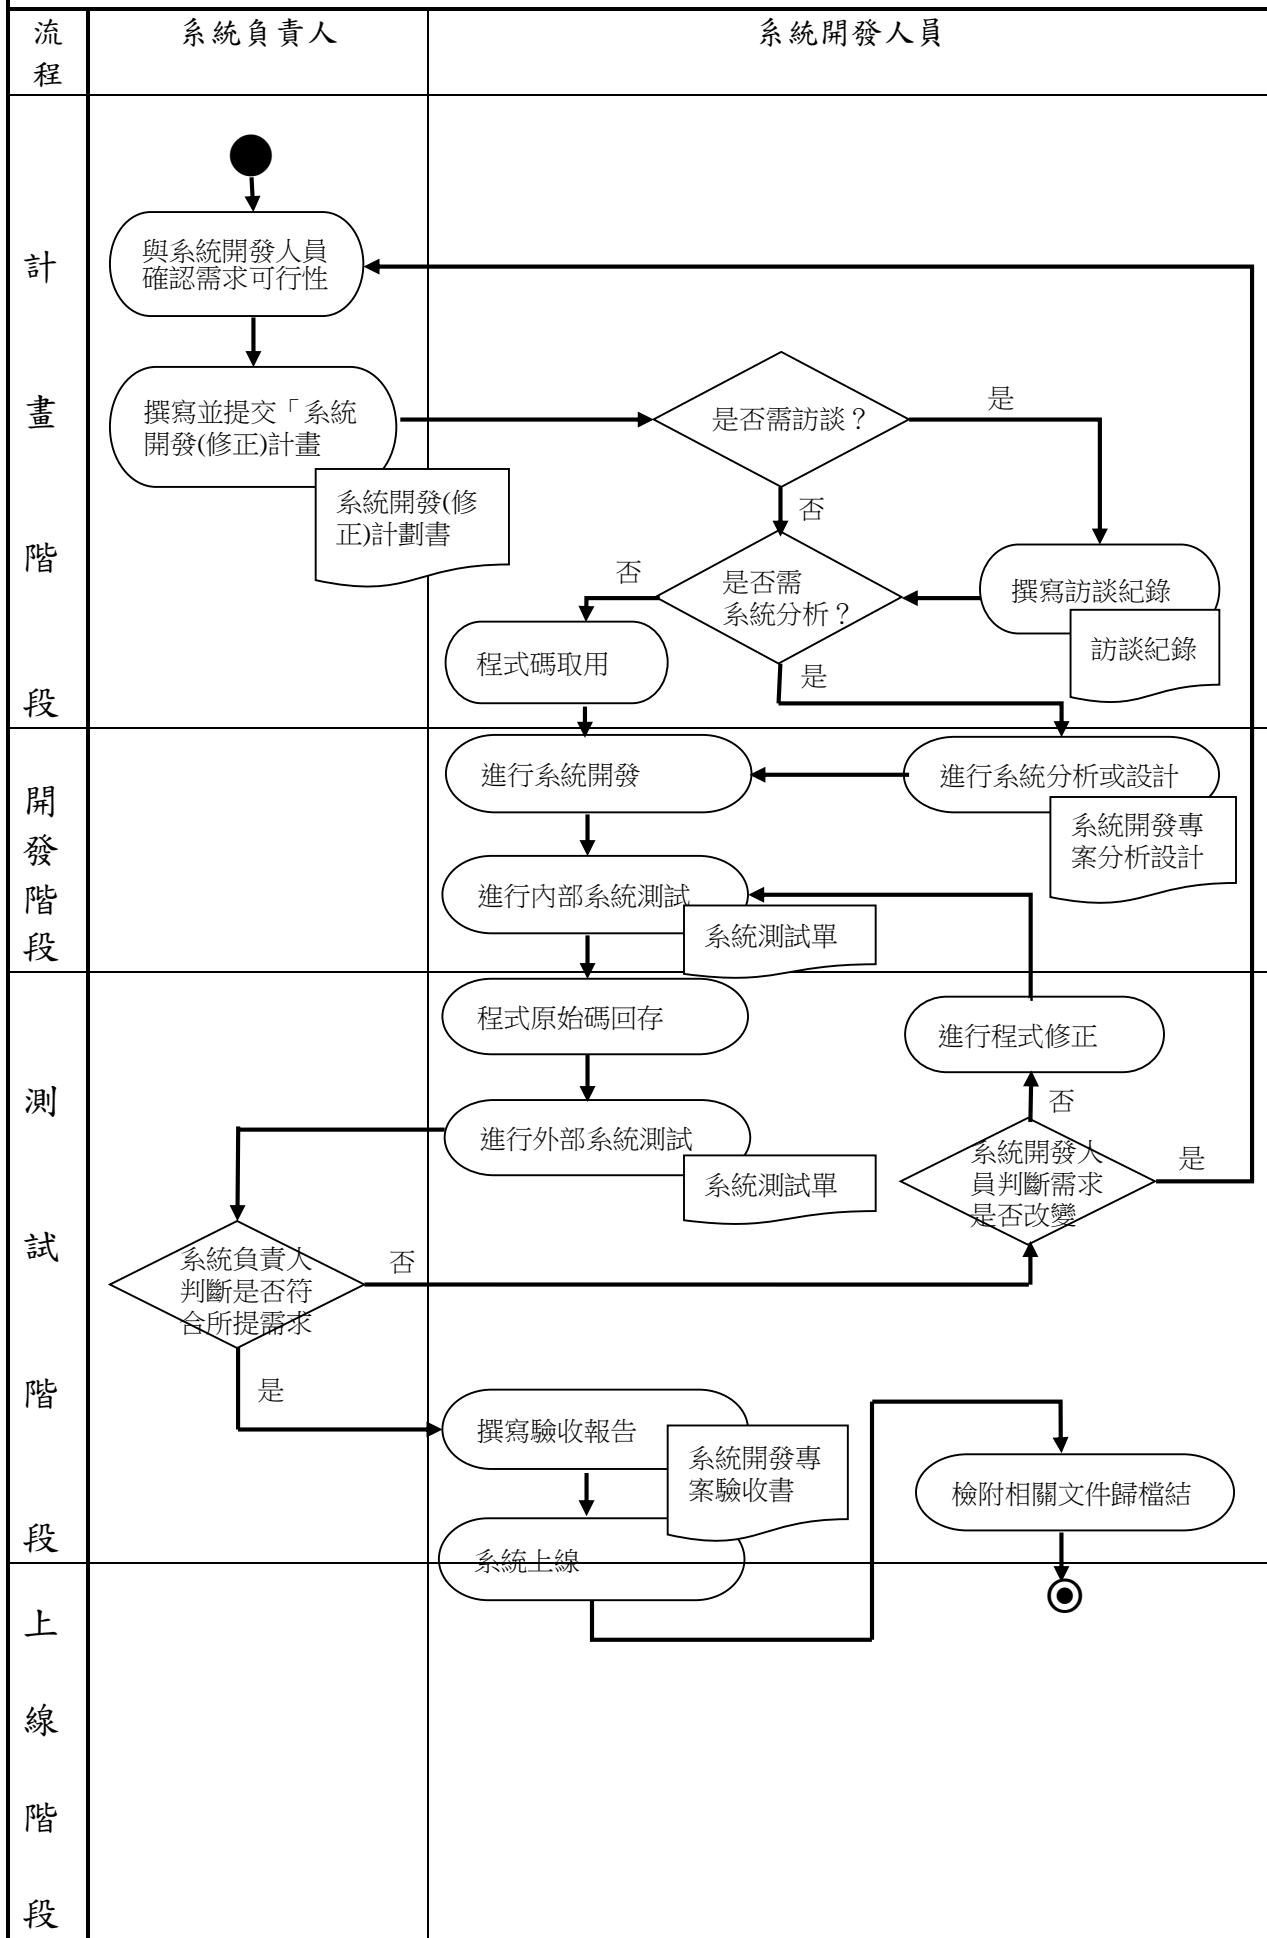 流
程
系統負責人
系統開發人員
計
畫
階
段
與系統開發人員
確認需求可行性
撰寫並提交「系統
開發(修正)計畫
系統開發(修
正)計劃書
是否需訪談？
是
否
是否需
系統分析？
否
是
撰寫訪談紀錄
訪談紀錄
程式碼取用
開
發
階
段
進行系統開發
進行系統分析或設計
系統開發專
案分析設計
進行內部系統測試
系統測試單
測
試
階
段
程式原始碼回存
進行程式修正
否
進行外部系統測試
系統測試單
系統開發人
員判斷需求
是否改變
是
系統負責人
判斷是否符
合所提需求
否
是
撰寫驗收報告
系統開發專
案驗收書
檢附相關文件歸檔結
系統上線
上
線
階
段